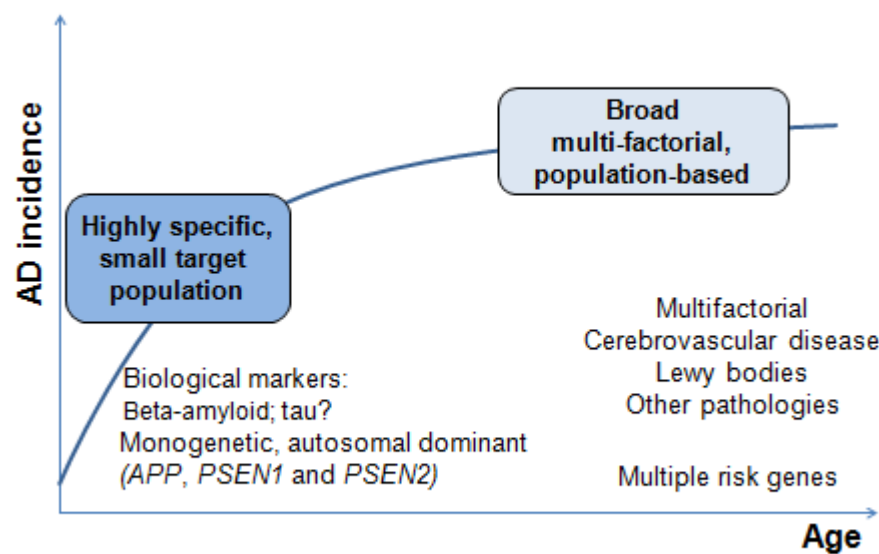 AD incidence
Broad
multi-factorial,
population-based
Highly specific,
small target
population
Multifactorial
Cerebrovascular disease
Lewy bodies
Other pathologies
Multiple risk genes
Biological markers:
Beta-amyloid; tau?
Monogenetic, autosomal dominant
(APP, PSEN1 and PSEN2)
Age